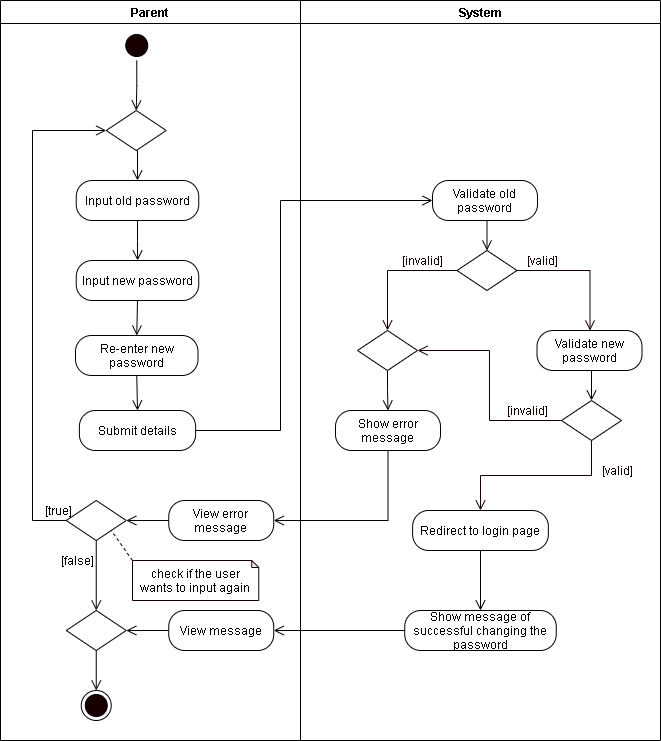 Parent
System
Input old password
Validate old
password
[invalid]
[valid]
Input new password
Re-enter new
password
Validate new
password
Submit details
Show error
message
[invalid]
[valid]
[true]
View error
message
Redirect to login page
[false]
check if the user
wants to input again
View message
Show message of
successful changing the
password